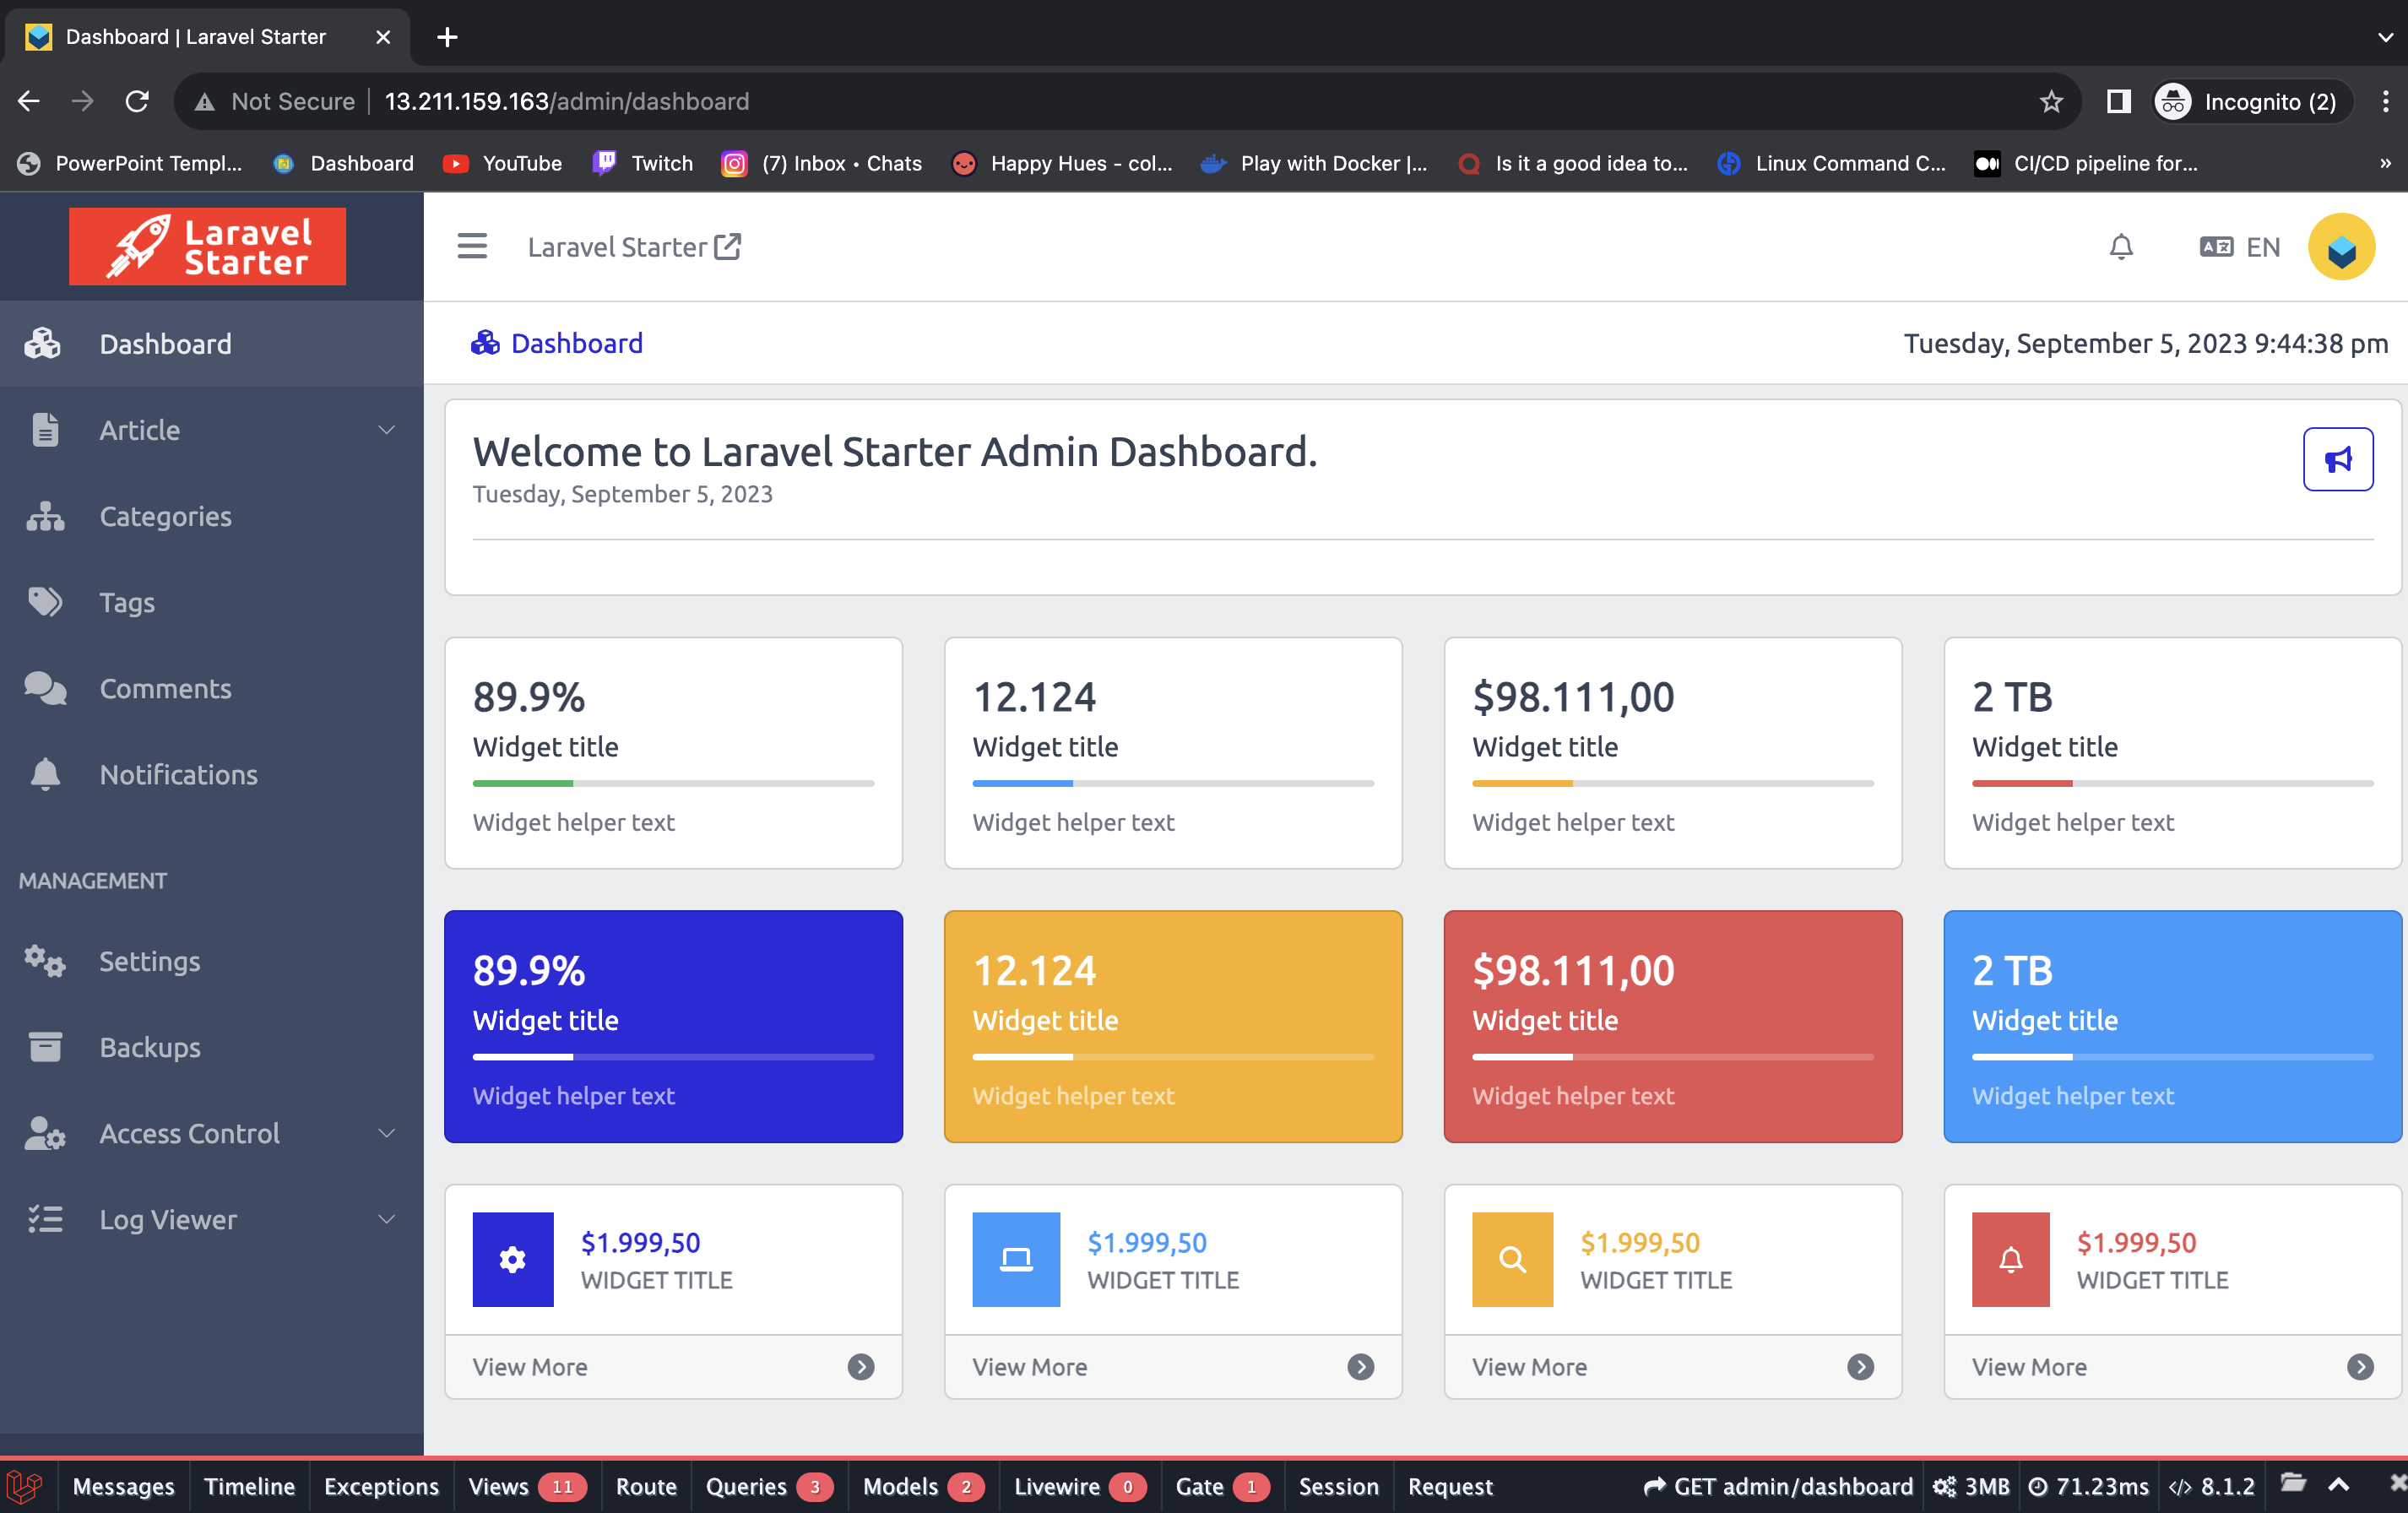 Dashboard | Laravel Starter
Not Secure | 13.211.159.163/admin/dashboard
Incognito (2)
PowerPoint Templ...
Dashboard
YouTube
Twitch
(7) Inbox • Chats
Happy Hues - col...
Play with Docker |...
Is it a good idea to...
Linux Command C...
CI/CD pipeline for...
»
Laravel
Starter
Laravel Starter
EN
Dashboard
Article
Categories
Tags
Comments
Notifications
MANAGEMENT
Settings
Backups
Access Control
Log Viewer
Dashboard
Tuesday, September 5, 2023 9:44:38 pm
Welcome to Laravel Starter Admin Dashboard.
Tuesday, September 5, 2023
89.9%
Widget title
Widget helper text
12.124
Widget title
Widget helper text
$98.111,00
Widget title
Widget helper text
2 TB
Widget title
Widget helper text
89.9%
Widget title
Widget helper text
12.124
Widget title
Widget helper text
$98.111,00
Widget title
Widget helper text
2 TB
Widget title
Widget helper text
$1.999,50
WIDGET TITLE
View More
$1.999,50
WIDGET TITLE
View More
$1.999,50
WIDGET TITLE
View More
$1.999,50
WIDGET TITLE
View More
Messages
Timeline
Exceptions
Views 11
Route
Queries 3
Models 2
Livewire 0
Gate 1
Session
Request
GET admin/dashboard
3MB
71.23ms
8.1.2